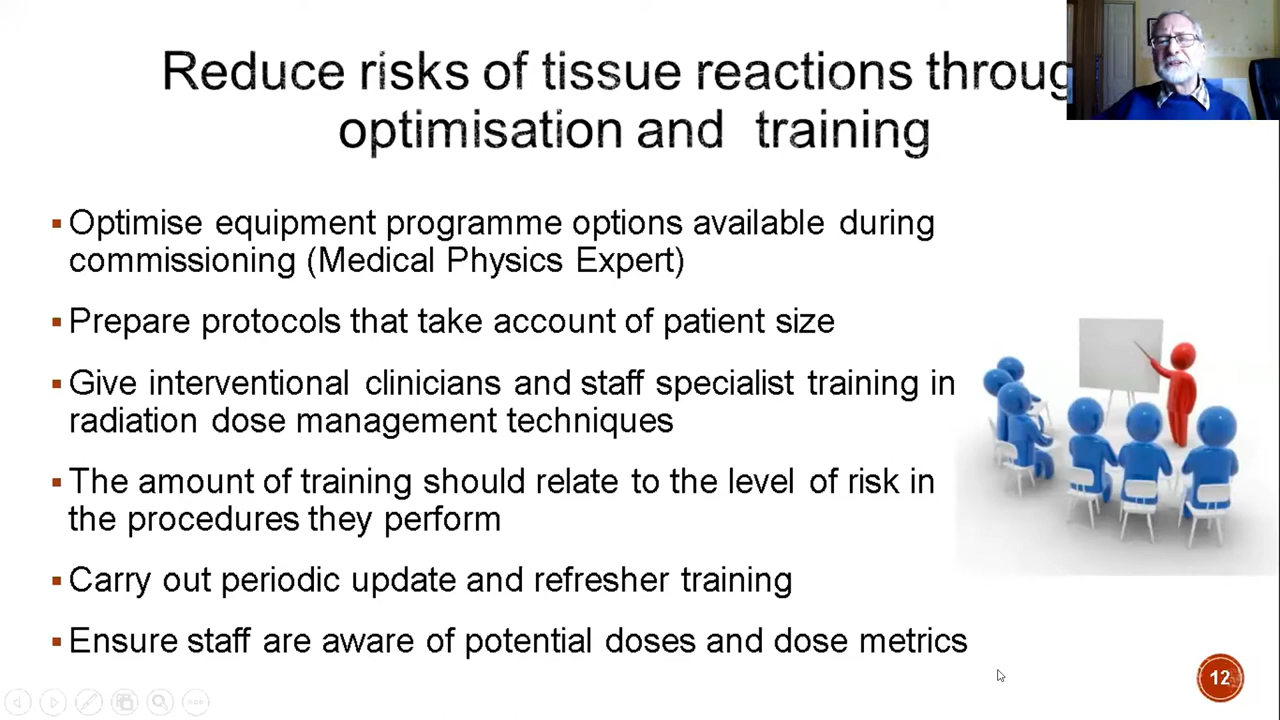 Reduce risks of tissue reactions throug
optimisation and training
Optimise equipment programme options available during
commissioning (Medical Physics Expert)
Prepare protocols that take account of patient size
Give interventional clinicians and staff specialist training in
radiation dose management techniques
The amount of training should relate to the level of risk in
the procedures they perform
Carry out periodic update and refresher training
Ensure staff are aware of potential doses and dose metrics
12